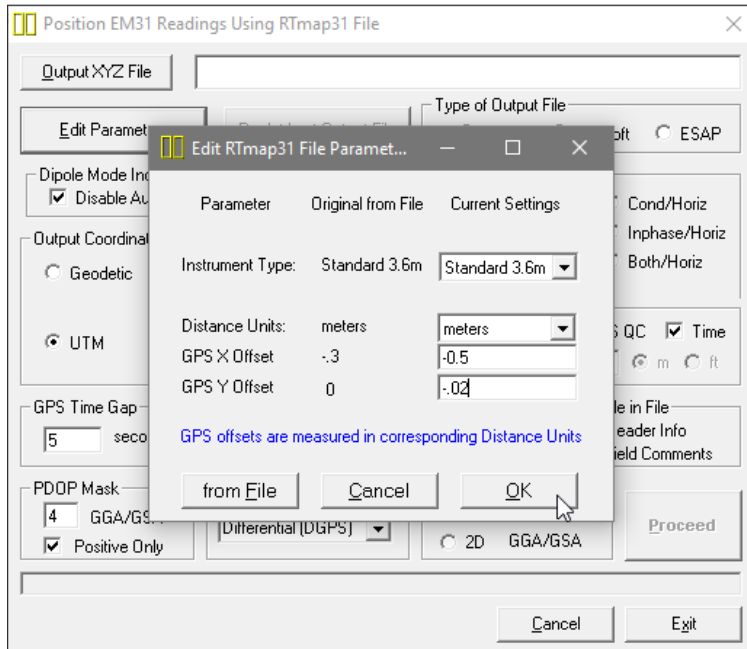 Position EM31 Readings Using RTmap31 File
Output XYZ File
Type of Output File
Edit Paramet
ESAP
Edit RTmap31 File Paramet...
Dipole Mode Inc
Disable Au
Parameter Original from File Current Settings
Cond/Horiz
Inphase/Horiz
Both/Horiz
Output Coordinat
Geodetic
UTM
Instrument Type: Standard 3.6m Standard 3.6m
Distance Units: meters meters
GPS X Offset -.3 -0.5
GPS Y Offset 0 -.02
QC Time
m ft
GPS offsets are measured in corresponding Distance Units
from File Cancel OK
GPS Time Gap
5 seco
le in File
eader Info
ield Comments
PDOP Mask
4 GGA/GSA
Positive Only
Differential (DGPS)
2D GGA/GSA
Proceed
Cancel Exit